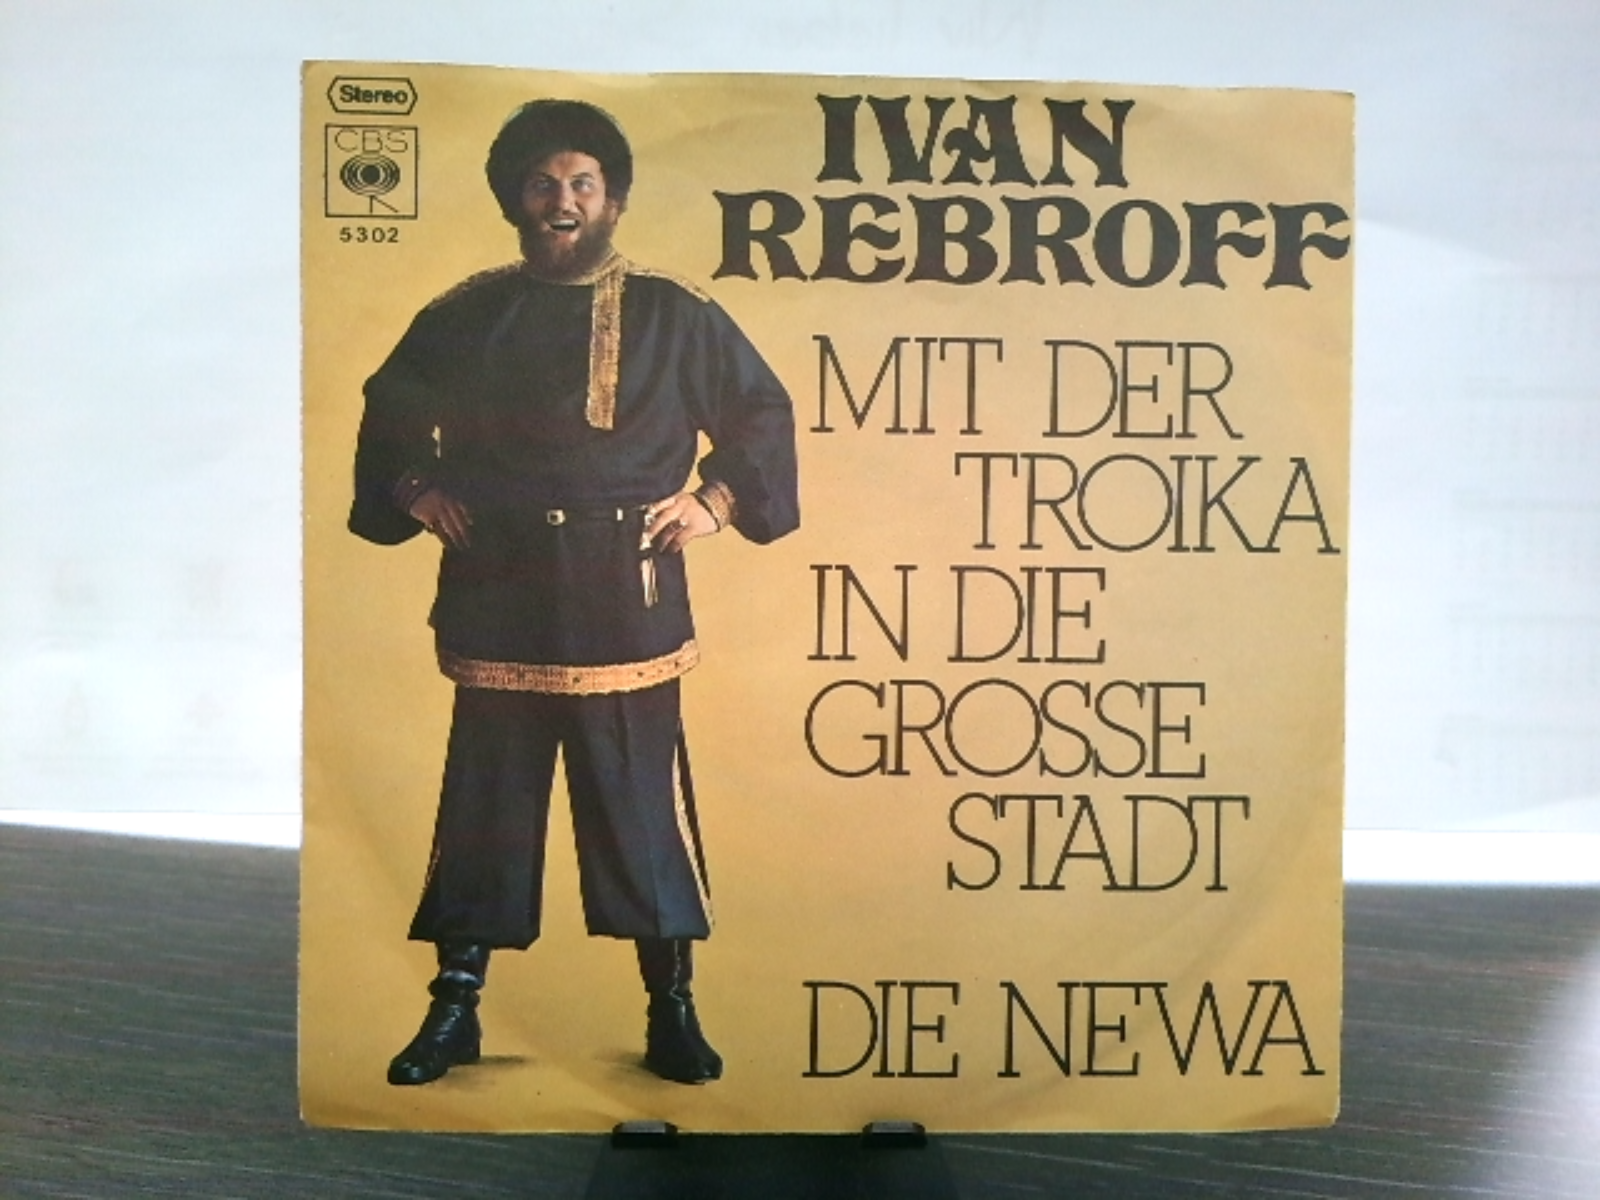 Stereo
CBS
5302
IVAN
REBROFF
MIT DER
TROIKA
IN DIE
GROSSE
STADT
DIE NEWA